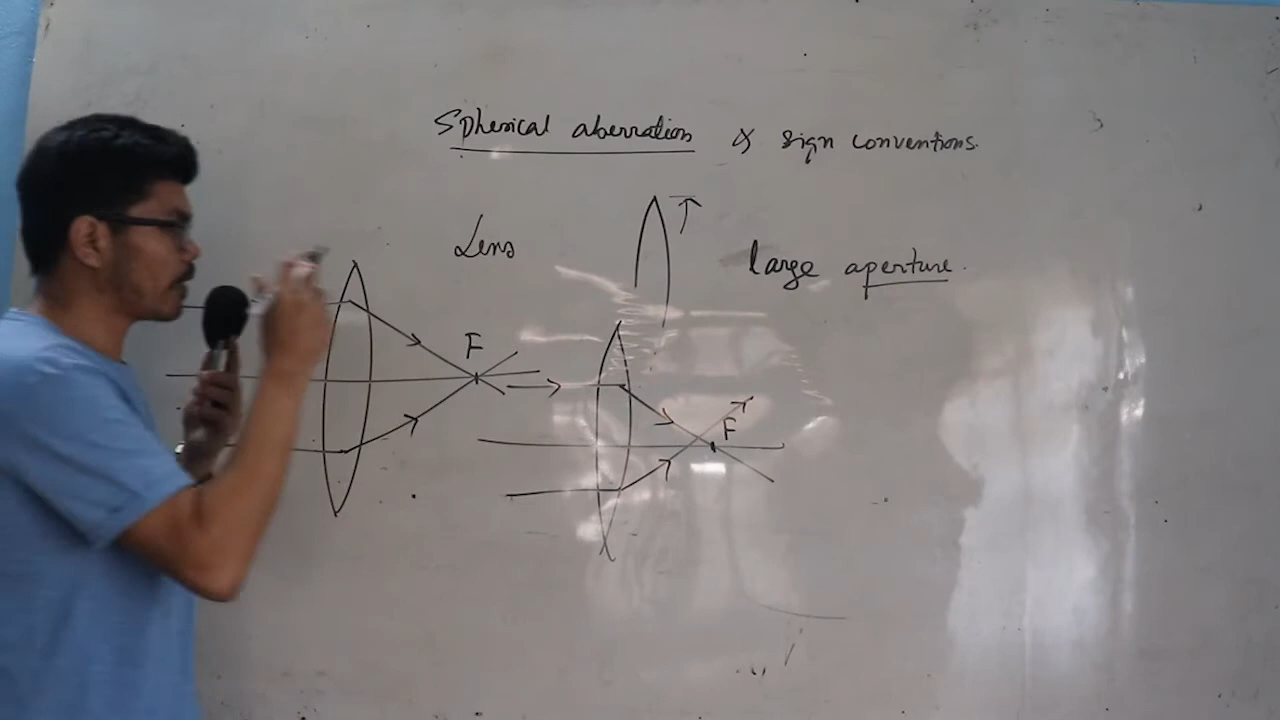 Spherical aberration & sign conventions.
Lens
large aperture.
F
F